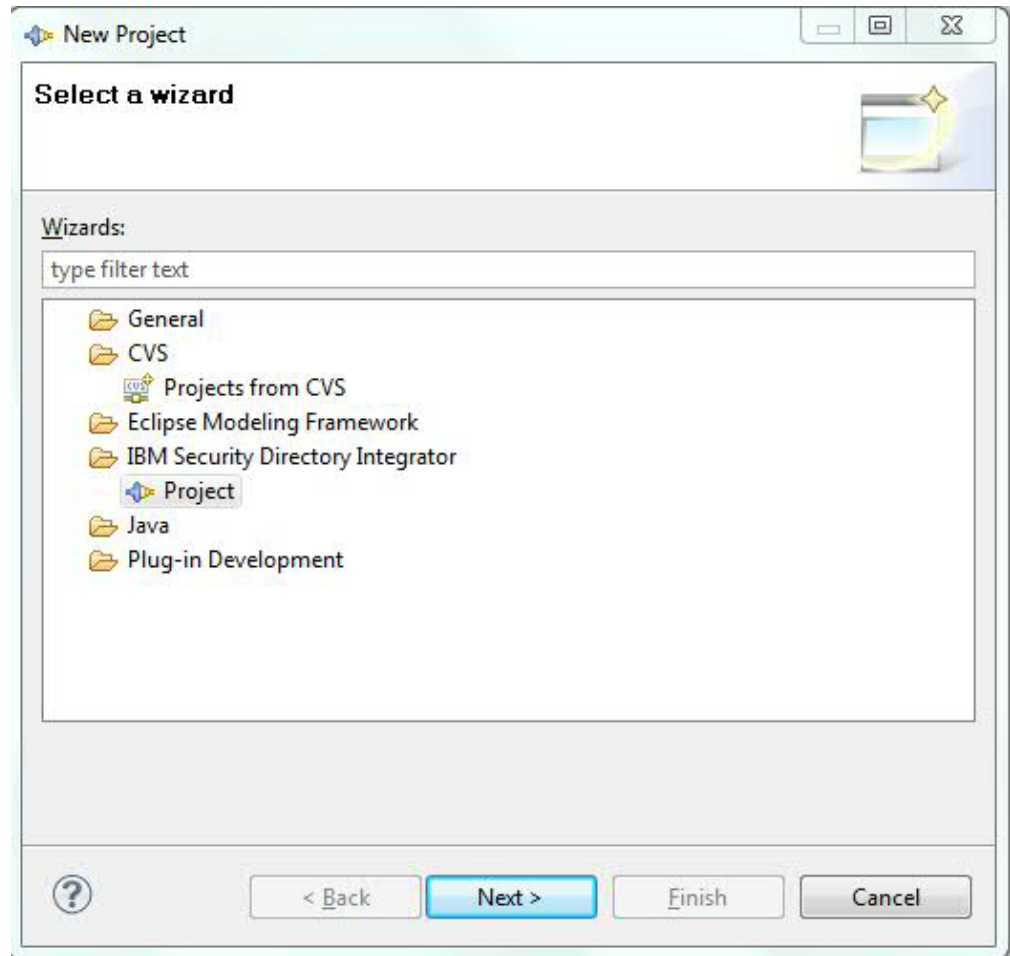 New Project
Select a wizard
Wizards:
type filter text
General
CVS
CVS Projects from CVS
Eclipse Modeling Framework
IBM Security Directory Integrator
Project
Java
Plug-in Development
? < Back Next > Finish Cancel